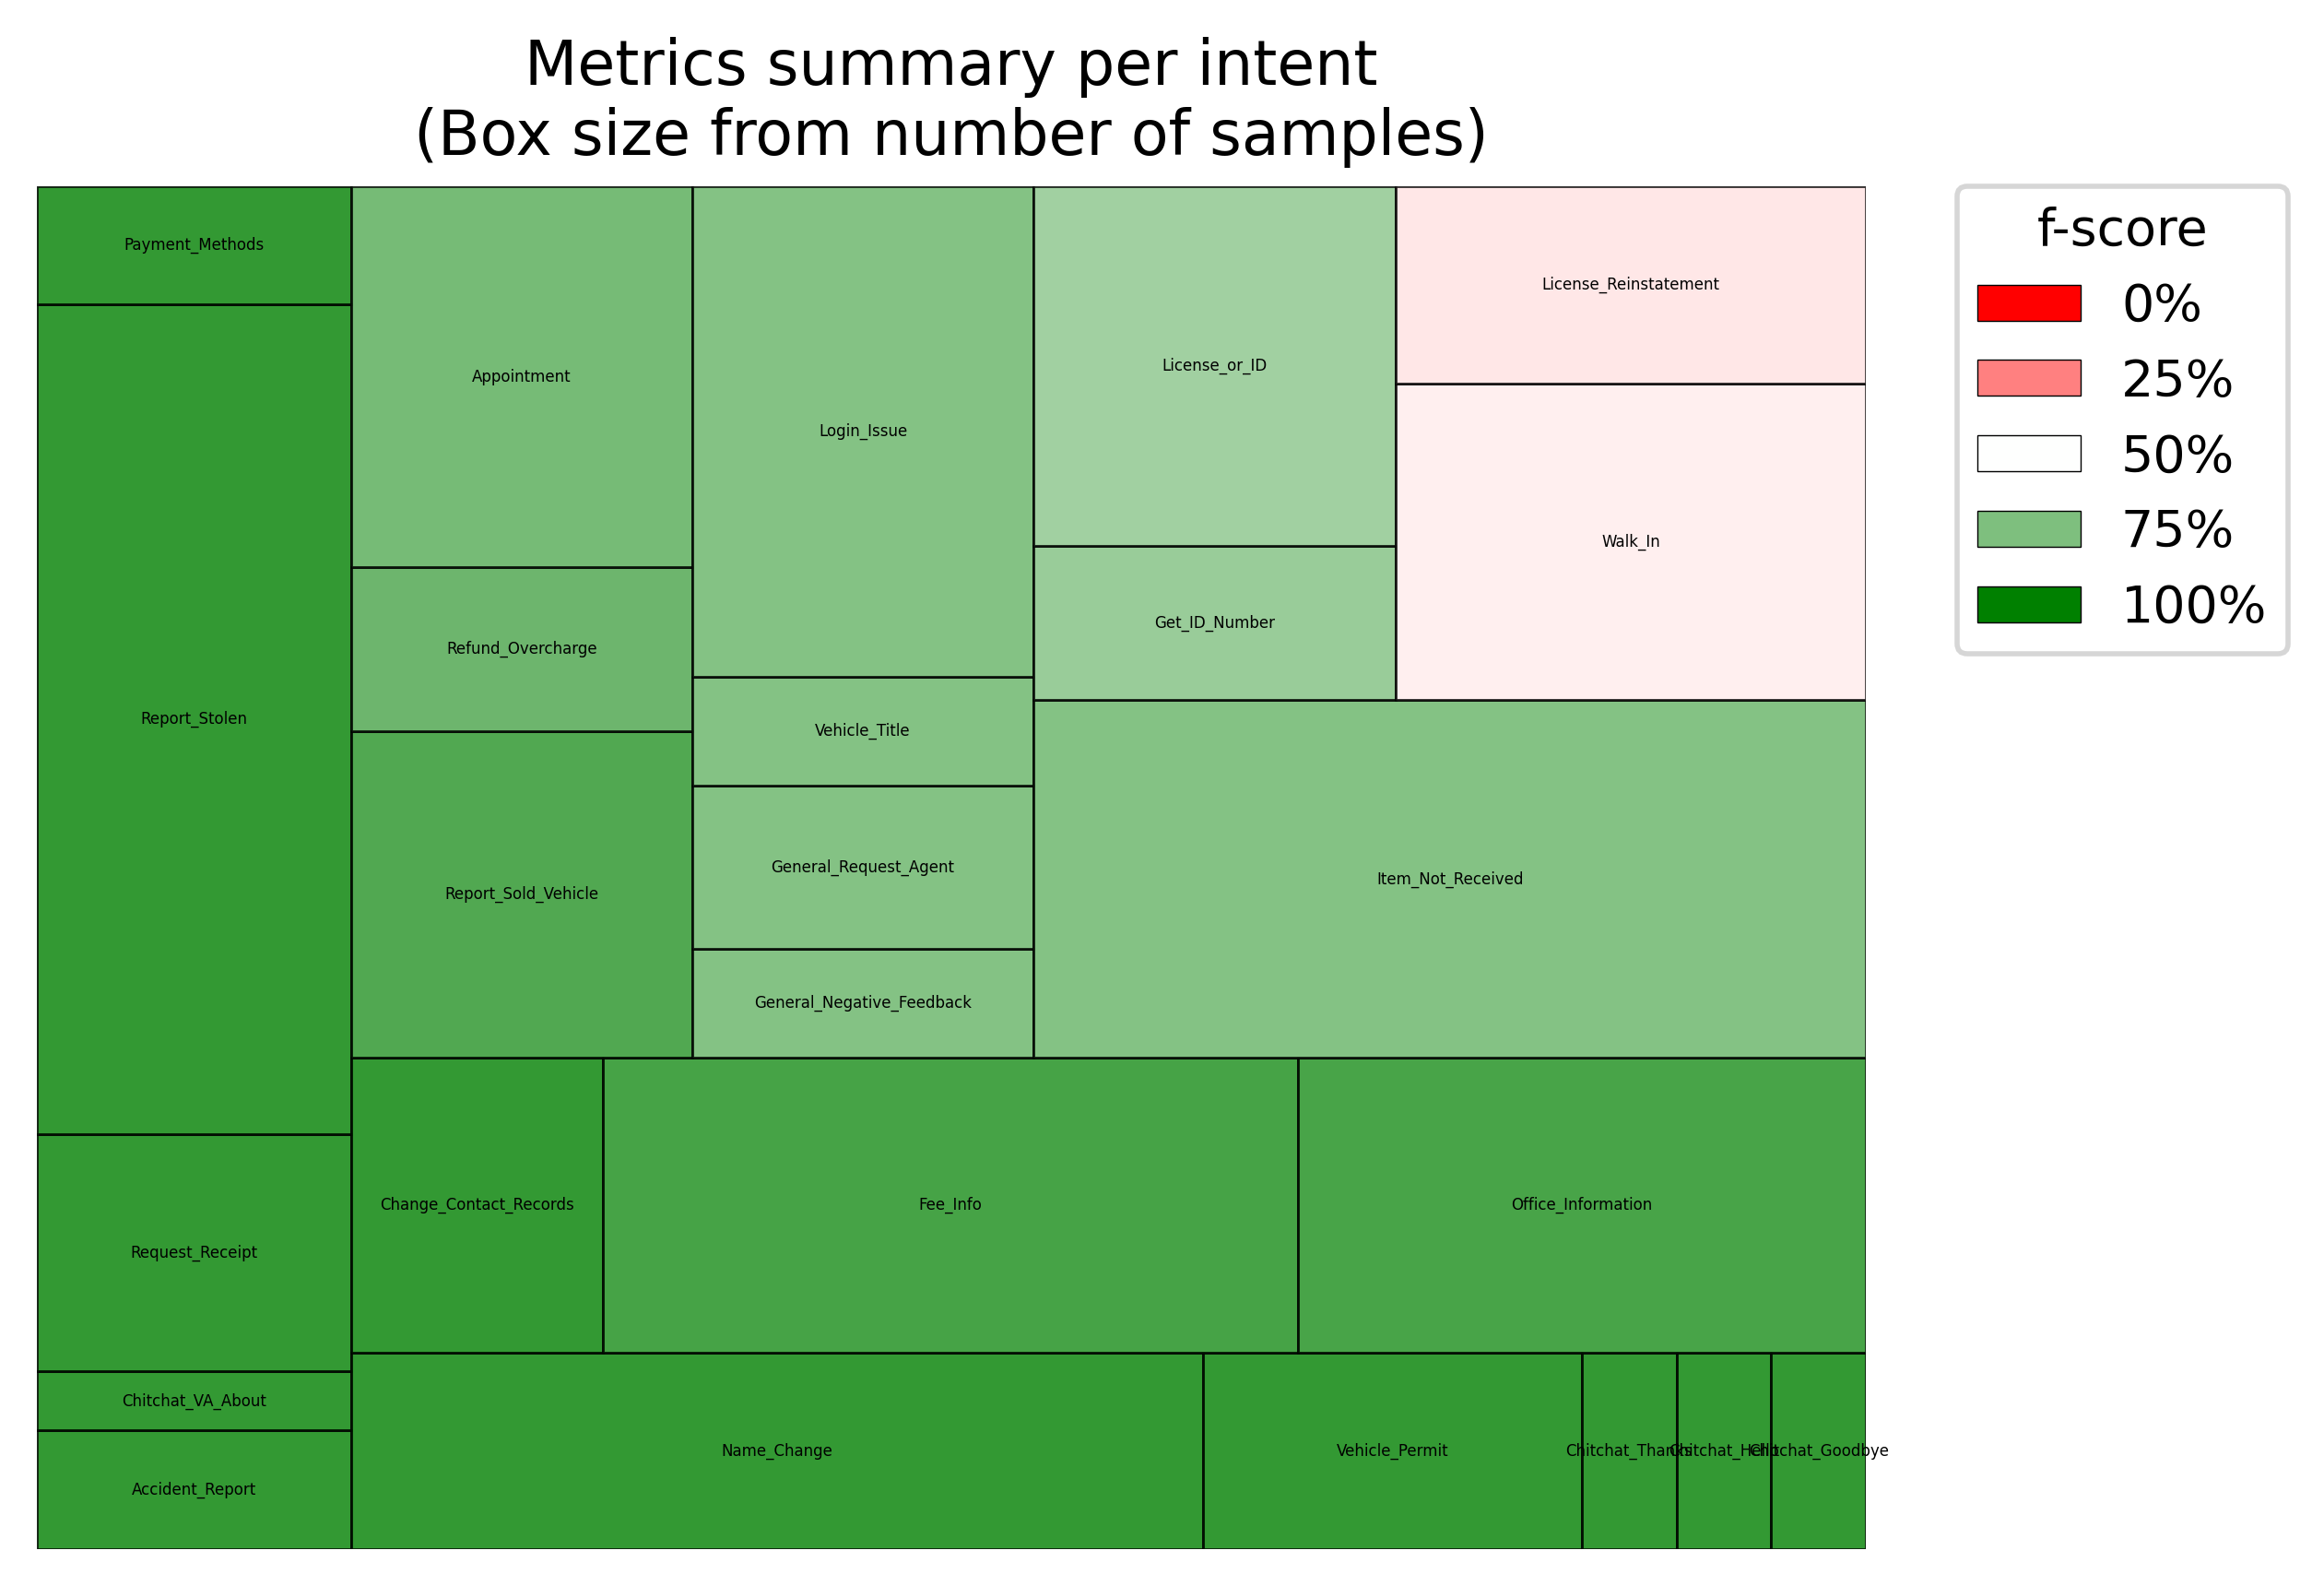 Metrics summary per intent
(Box size from number of samples)
Payment_Methods
Report_Stolen
Request_Receipt
Chitchat_VA_About
Accident_Report
Appointment
Refund_Overcharge
Report_Sold_Vehicle
Login_Issue
Vehicle_Title
General_Request_Agent
General_Negative_Feedback
License_or_ID
Get_ID_Number
License_Reinstatement
Walk_In
Item_Not_Received
Change_Contact_Records
Fee_Info
Office_Information
Name_Change
Vehicle_Permit
Chitchat_Thanks
Chitchat_Hello
Chitchat_Goodbye
f-score
0%
25%
50%
75%
100%